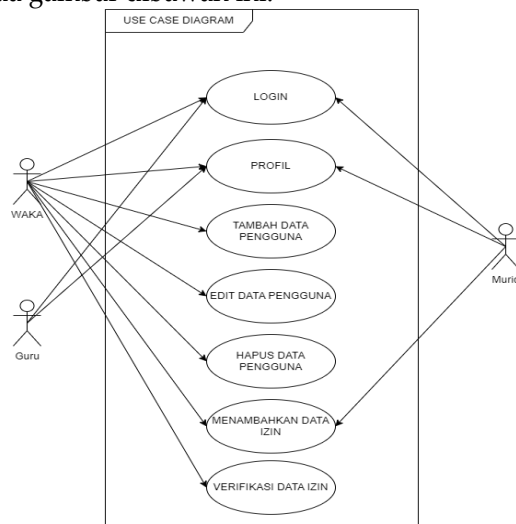 USE CASE DIAGRAM
LOGIN
PROFIL
WAKA
TAMBAH DATA
PENGGUNA
EDIT DATA PENGGUNA
Guru
HAPUS DATA
PENGGUNA
MENAMBAHKAN DATA
IZIN
VERIFIKASI DATA IZIN